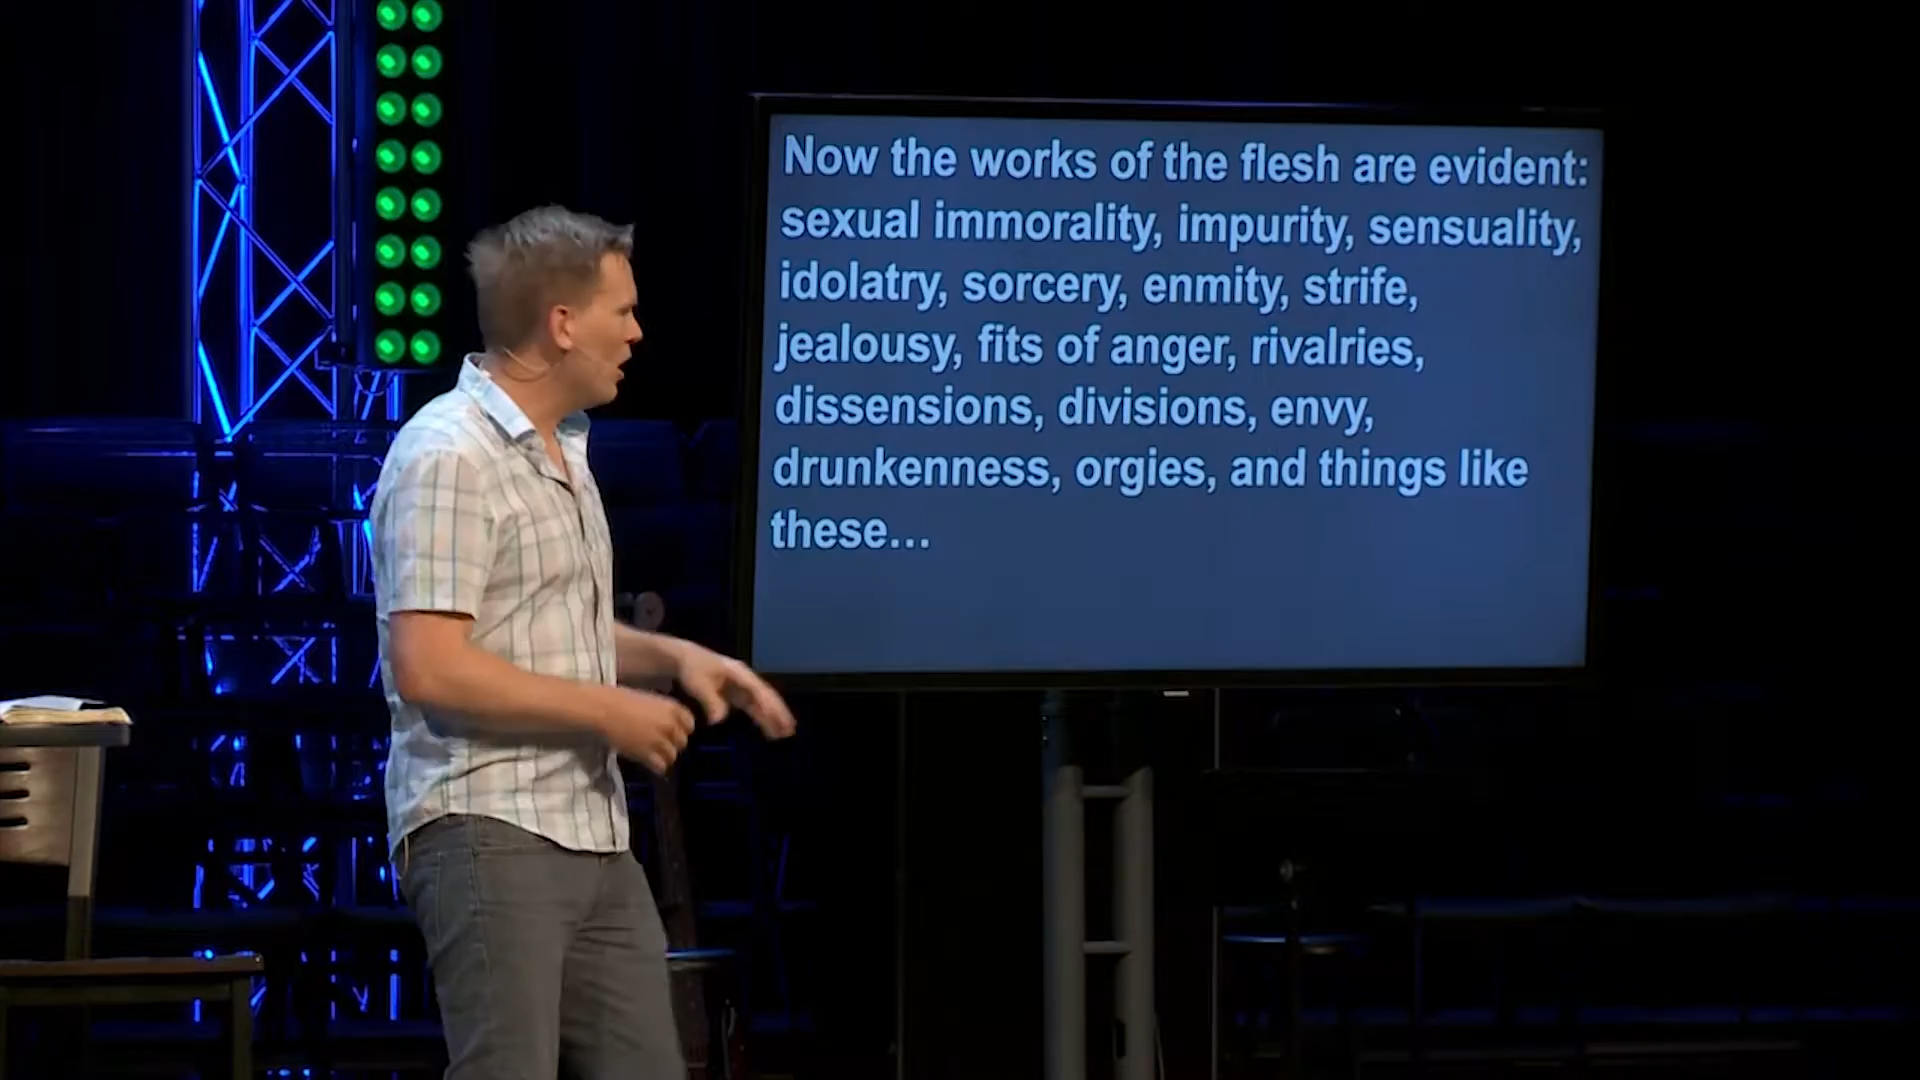 Now the works of the flesh are evident:
sexual immorality, impurity, sensuality,
idolatry, sorcery, enmity, strife,
jealousy, fits of anger, rivalries,
dissensions, divisions, envy,
drunkenness, orgies, and things like
these…